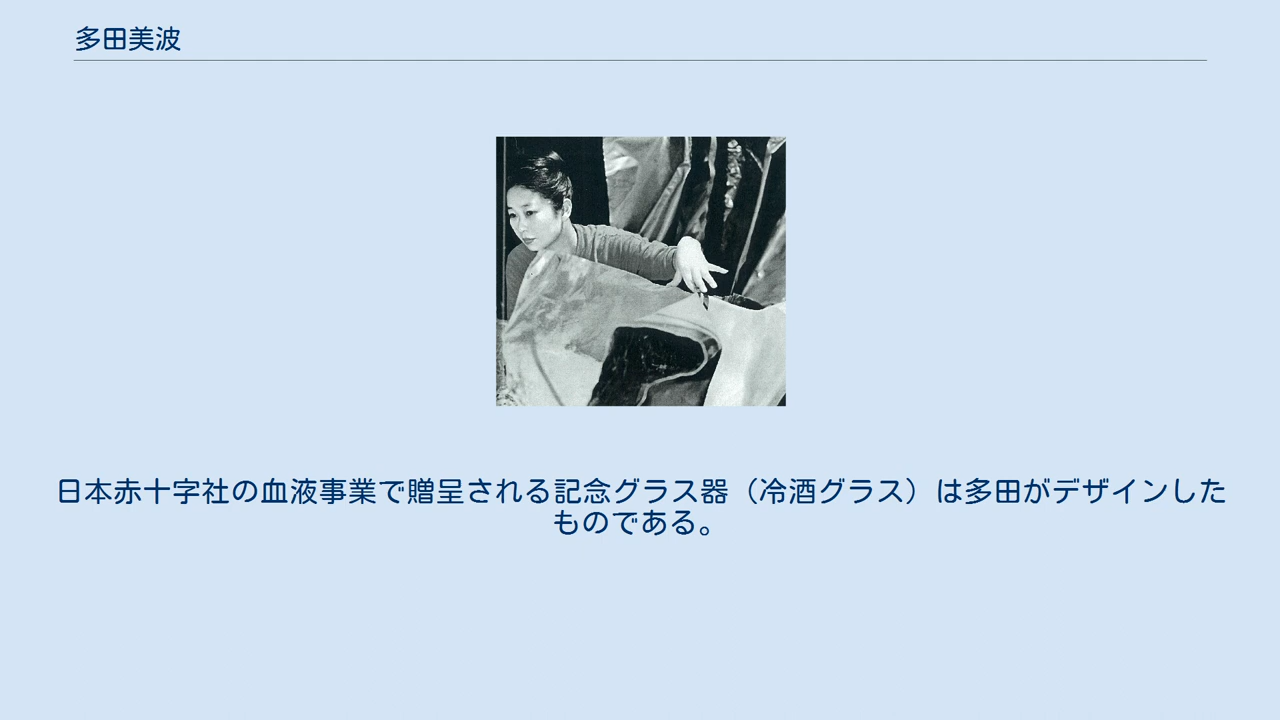 多田美波
日本赤十字社の血液事業で贈呈される記念グラス器（冷酒グラス）は多田がデザインした
ものである。